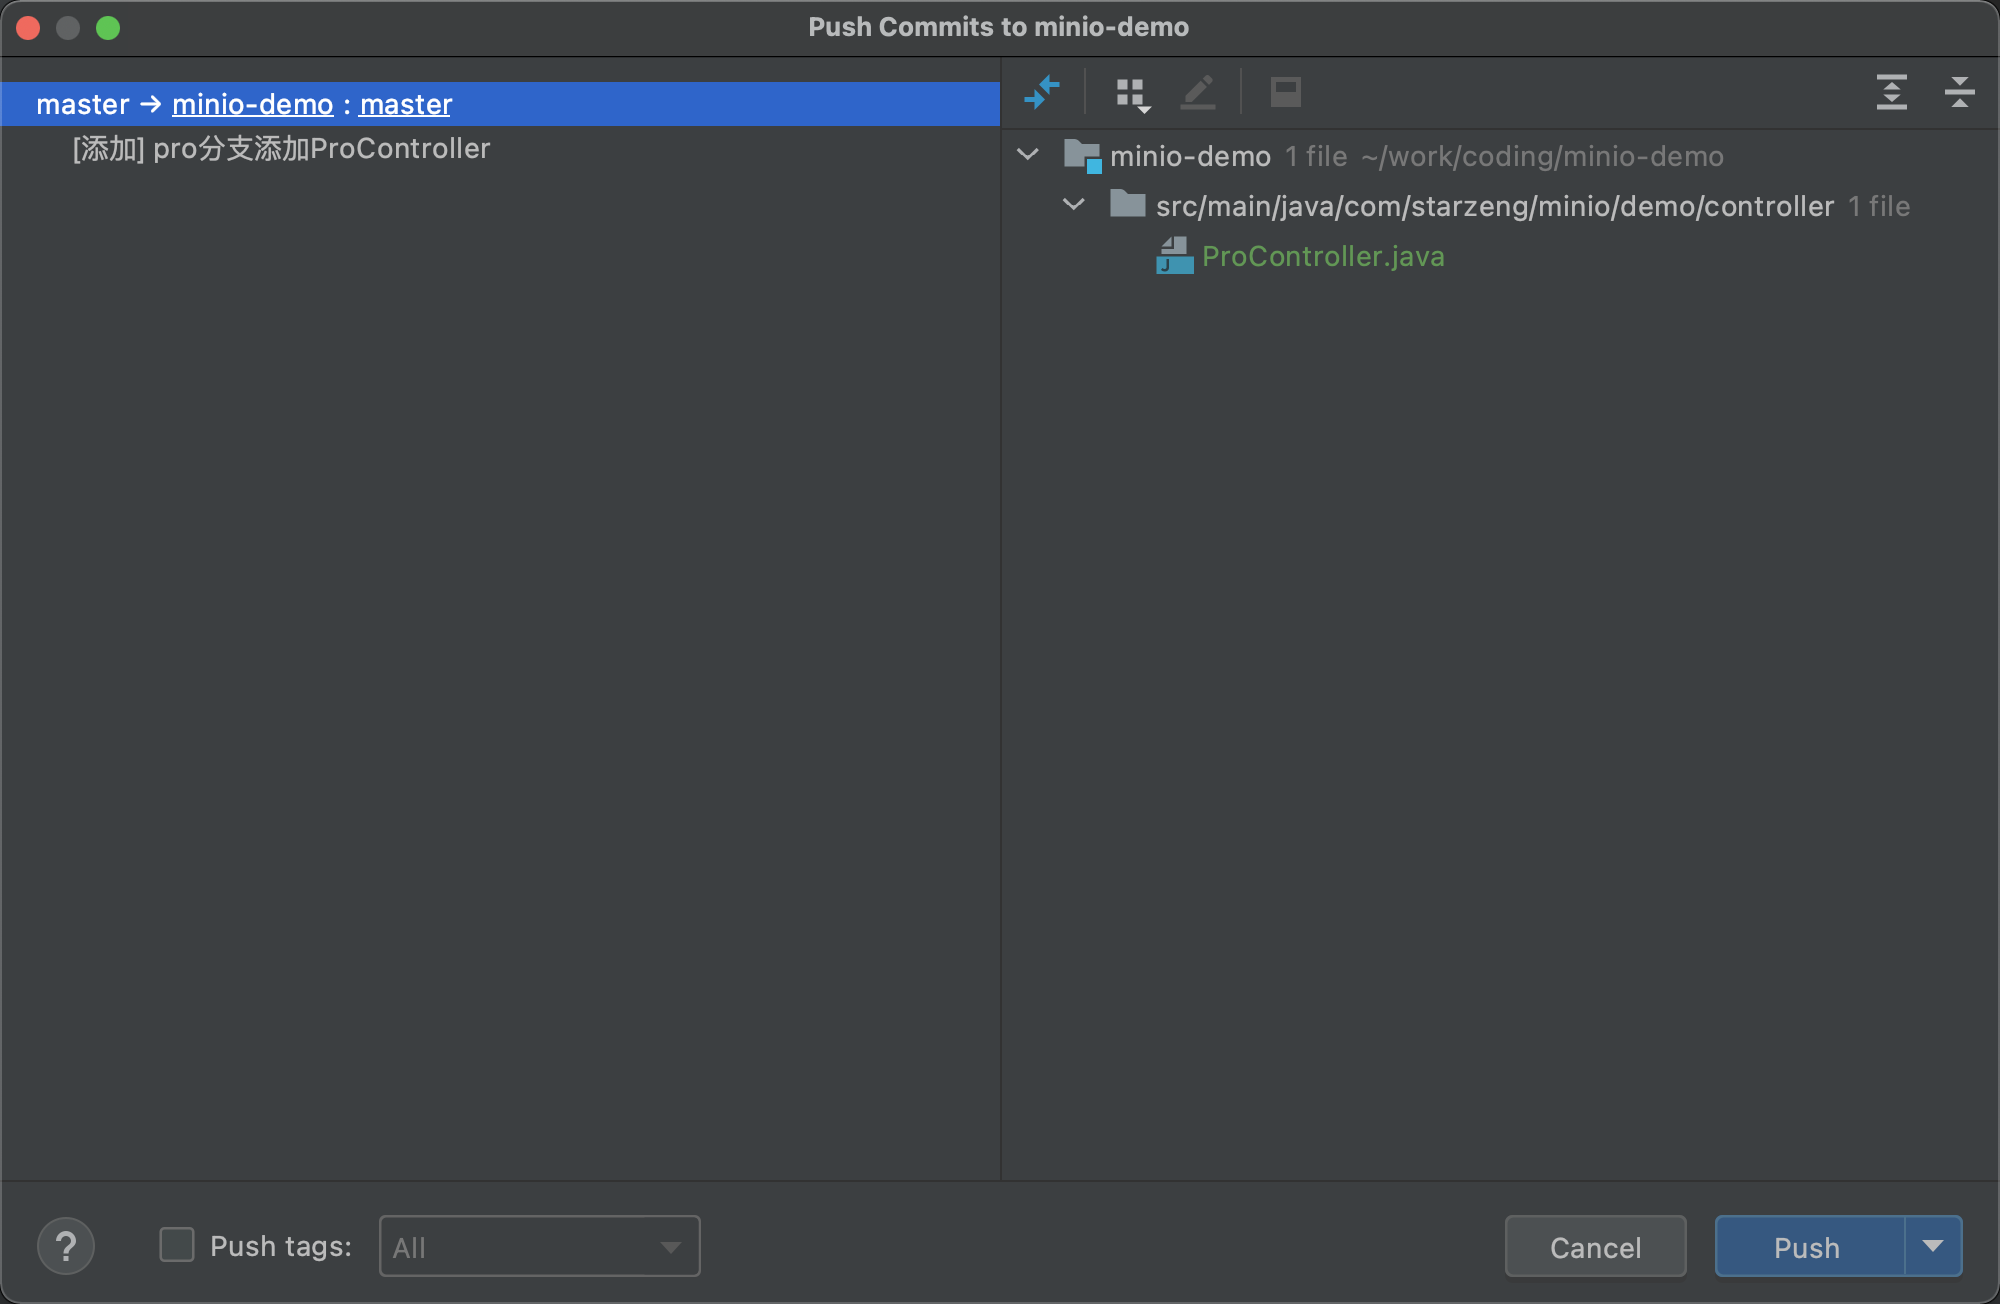 Push Commits to minio-demo
master → minio-demo : master
[添加] pro分支添加ProController
minio-demo 1 file ~/work/coding/minio-demo
src/main/java/com/starzeng/minio/demo/controller 1 file
J ProController.java
? Push tags: All Cancel Push